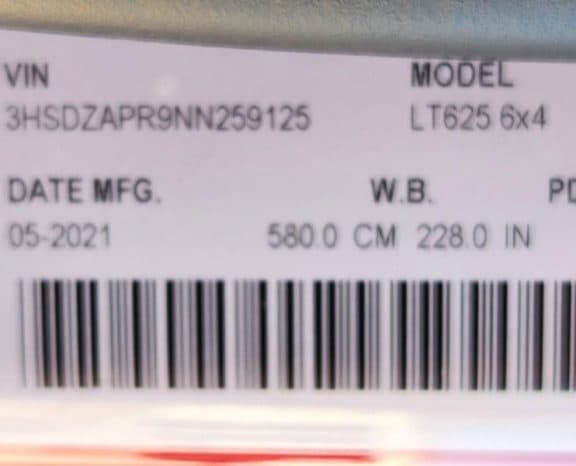 VIN MODEL
3HSDZAPR9NN259125 LT625 6x4
DATE MFG. W.B.
05-2021 580.0 CM 228.0 IN